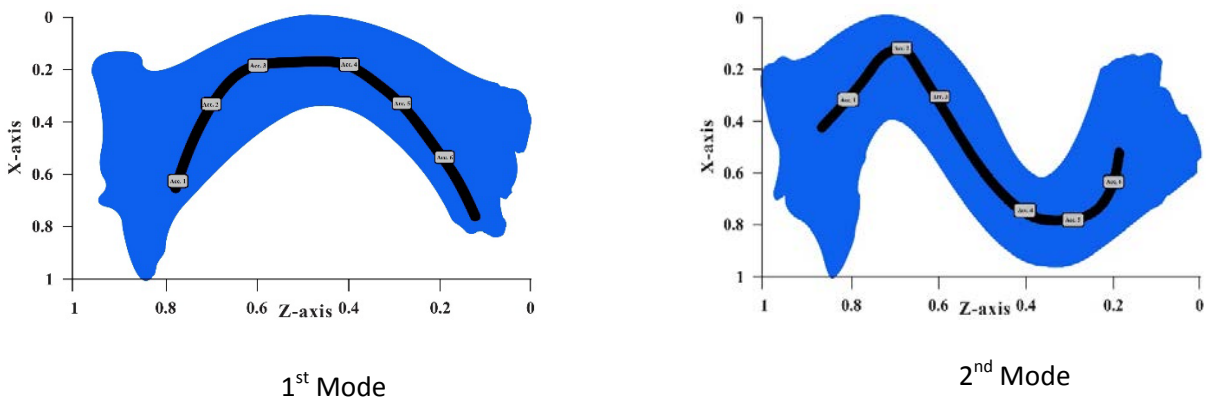 0
0.2
0.4
0.6
0.8
1
X-axis
Acc. 1
Acc. 2
Acc. 3
Acc. 4
Acc. 5
Acc. 6
1 0.8 0.6 Z-axis 0.4 0.2 0
1st Mode
0
0.2
0.4
0.6
0.8
1
X-axis
Acc. 1
Acc. 2
Acc. 3
Acc. 4
Acc. 5
Acc. 6
1 0.8 0.6 Z-axis 0.4 0.2 0
2nd Mode